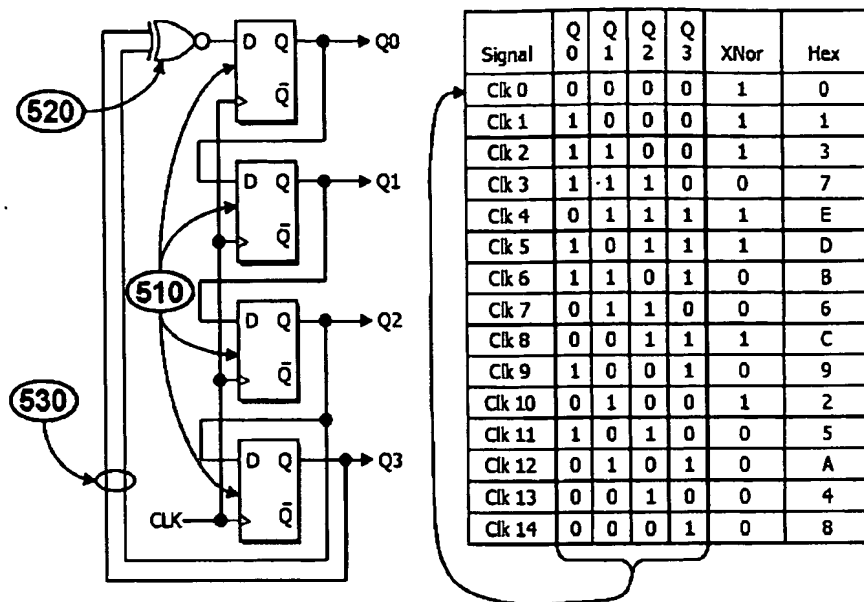 D Q Q0
Q̅
520
D Q Q1
Q̅
510
D Q Q2
Q̅
530
D Q Q3
CLK Q̅
Signal Q0 Q1 Q2 Q3 XNor Hex
Clk 0 0 0 0 0 1 0
Clk 1 1 0 0 0 1 1
Clk 2 1 1 0 0 1 3
Clk 3 1 1 1 0 0 7
Clk 4 0 1 1 1 1 E
Clk 5 1 0 1 1 1 D
Clk 6 1 1 0 1 0 B
Clk 7 0 1 1 0 0 6
Clk 8 0 0 1 1 1 C
Clk 9 1 0 0 1 0 9
Clk 10 0 1 0 0 1 2
Clk 11 1 0 1 0 0 5
Clk 12 0 1 0 1 0 A
Clk 13 0 0 1 0 0 4
Clk 14 0 0 0 1 0 8